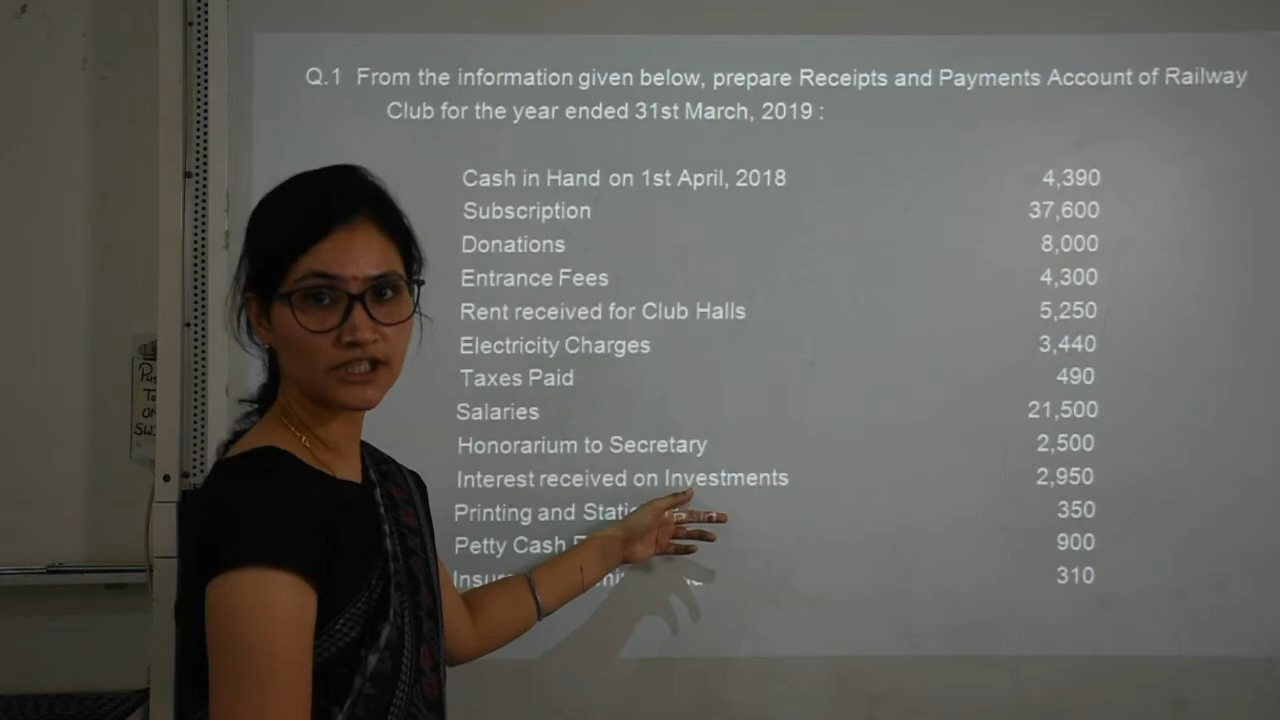 Q.1 From the information given below, prepare Receipts and Payments Account of Railway
Club for the year ended 31st March, 2019 :
Cash in Hand on 1st April, 2018 4,390
Subscription 37,600
Donations 8,000
Entrance Fees 4,300
Rent received for Club Halls 5,250
Electricity Charges 3,440
Taxes Paid 490
Salaries 21,500
Honorarium to Secretary 2,500
Interest received on Investments 2,950
Printing and 350
Petty Cash 900
310